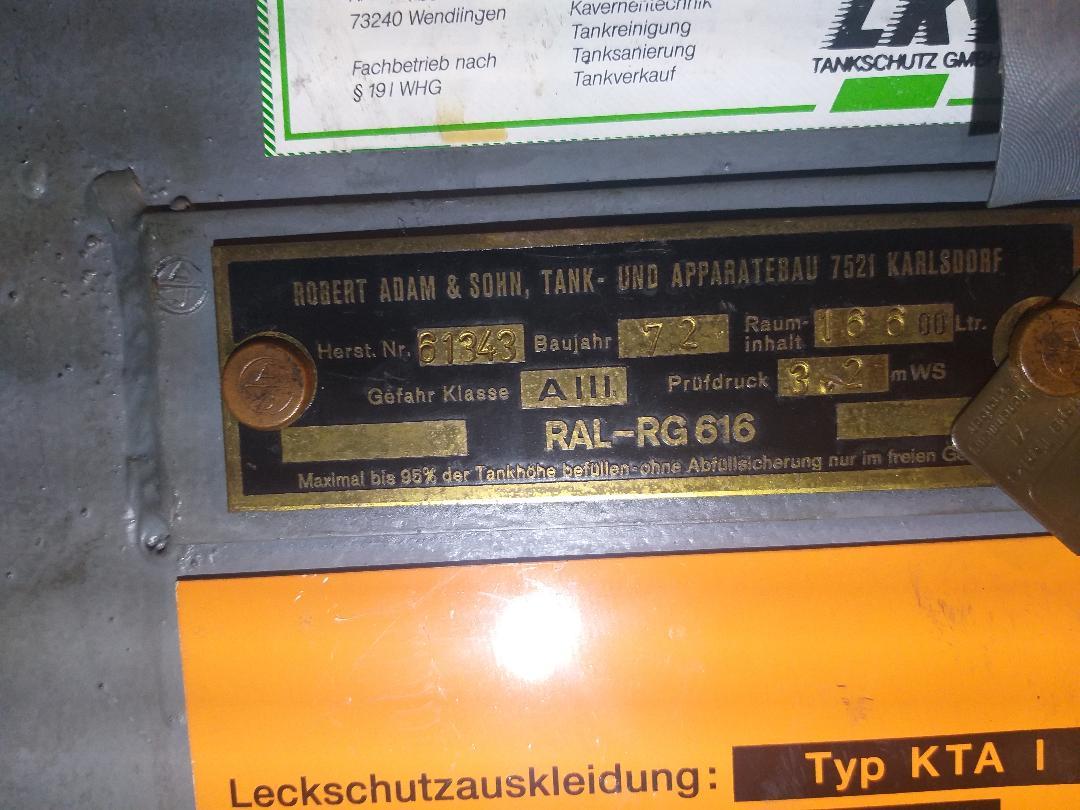 73240 Wendlingen
Fachbetrieb nach
§ 19 l WHG
Kavernentechnik
Tankreinigung
Tanksanierung
Tankverkauf
TANKSCHUTZ GMBH
ROBERT ADAM & SOHN, TANK- UND APPARATEBAU 7521 KARLSDORF
Herst. Nr. 61343 Baujahr 72 Raum-inhalt 16600 Ltr.
Gefahr Klasse A III Prüfdruck 3.2 mWS
RAL-RG 616
Maximal bis 95% der Tankhöhe befüllen-ohne Abfüllsicherung nur im freien
Leckschutzauskleidung: Typ KTA I